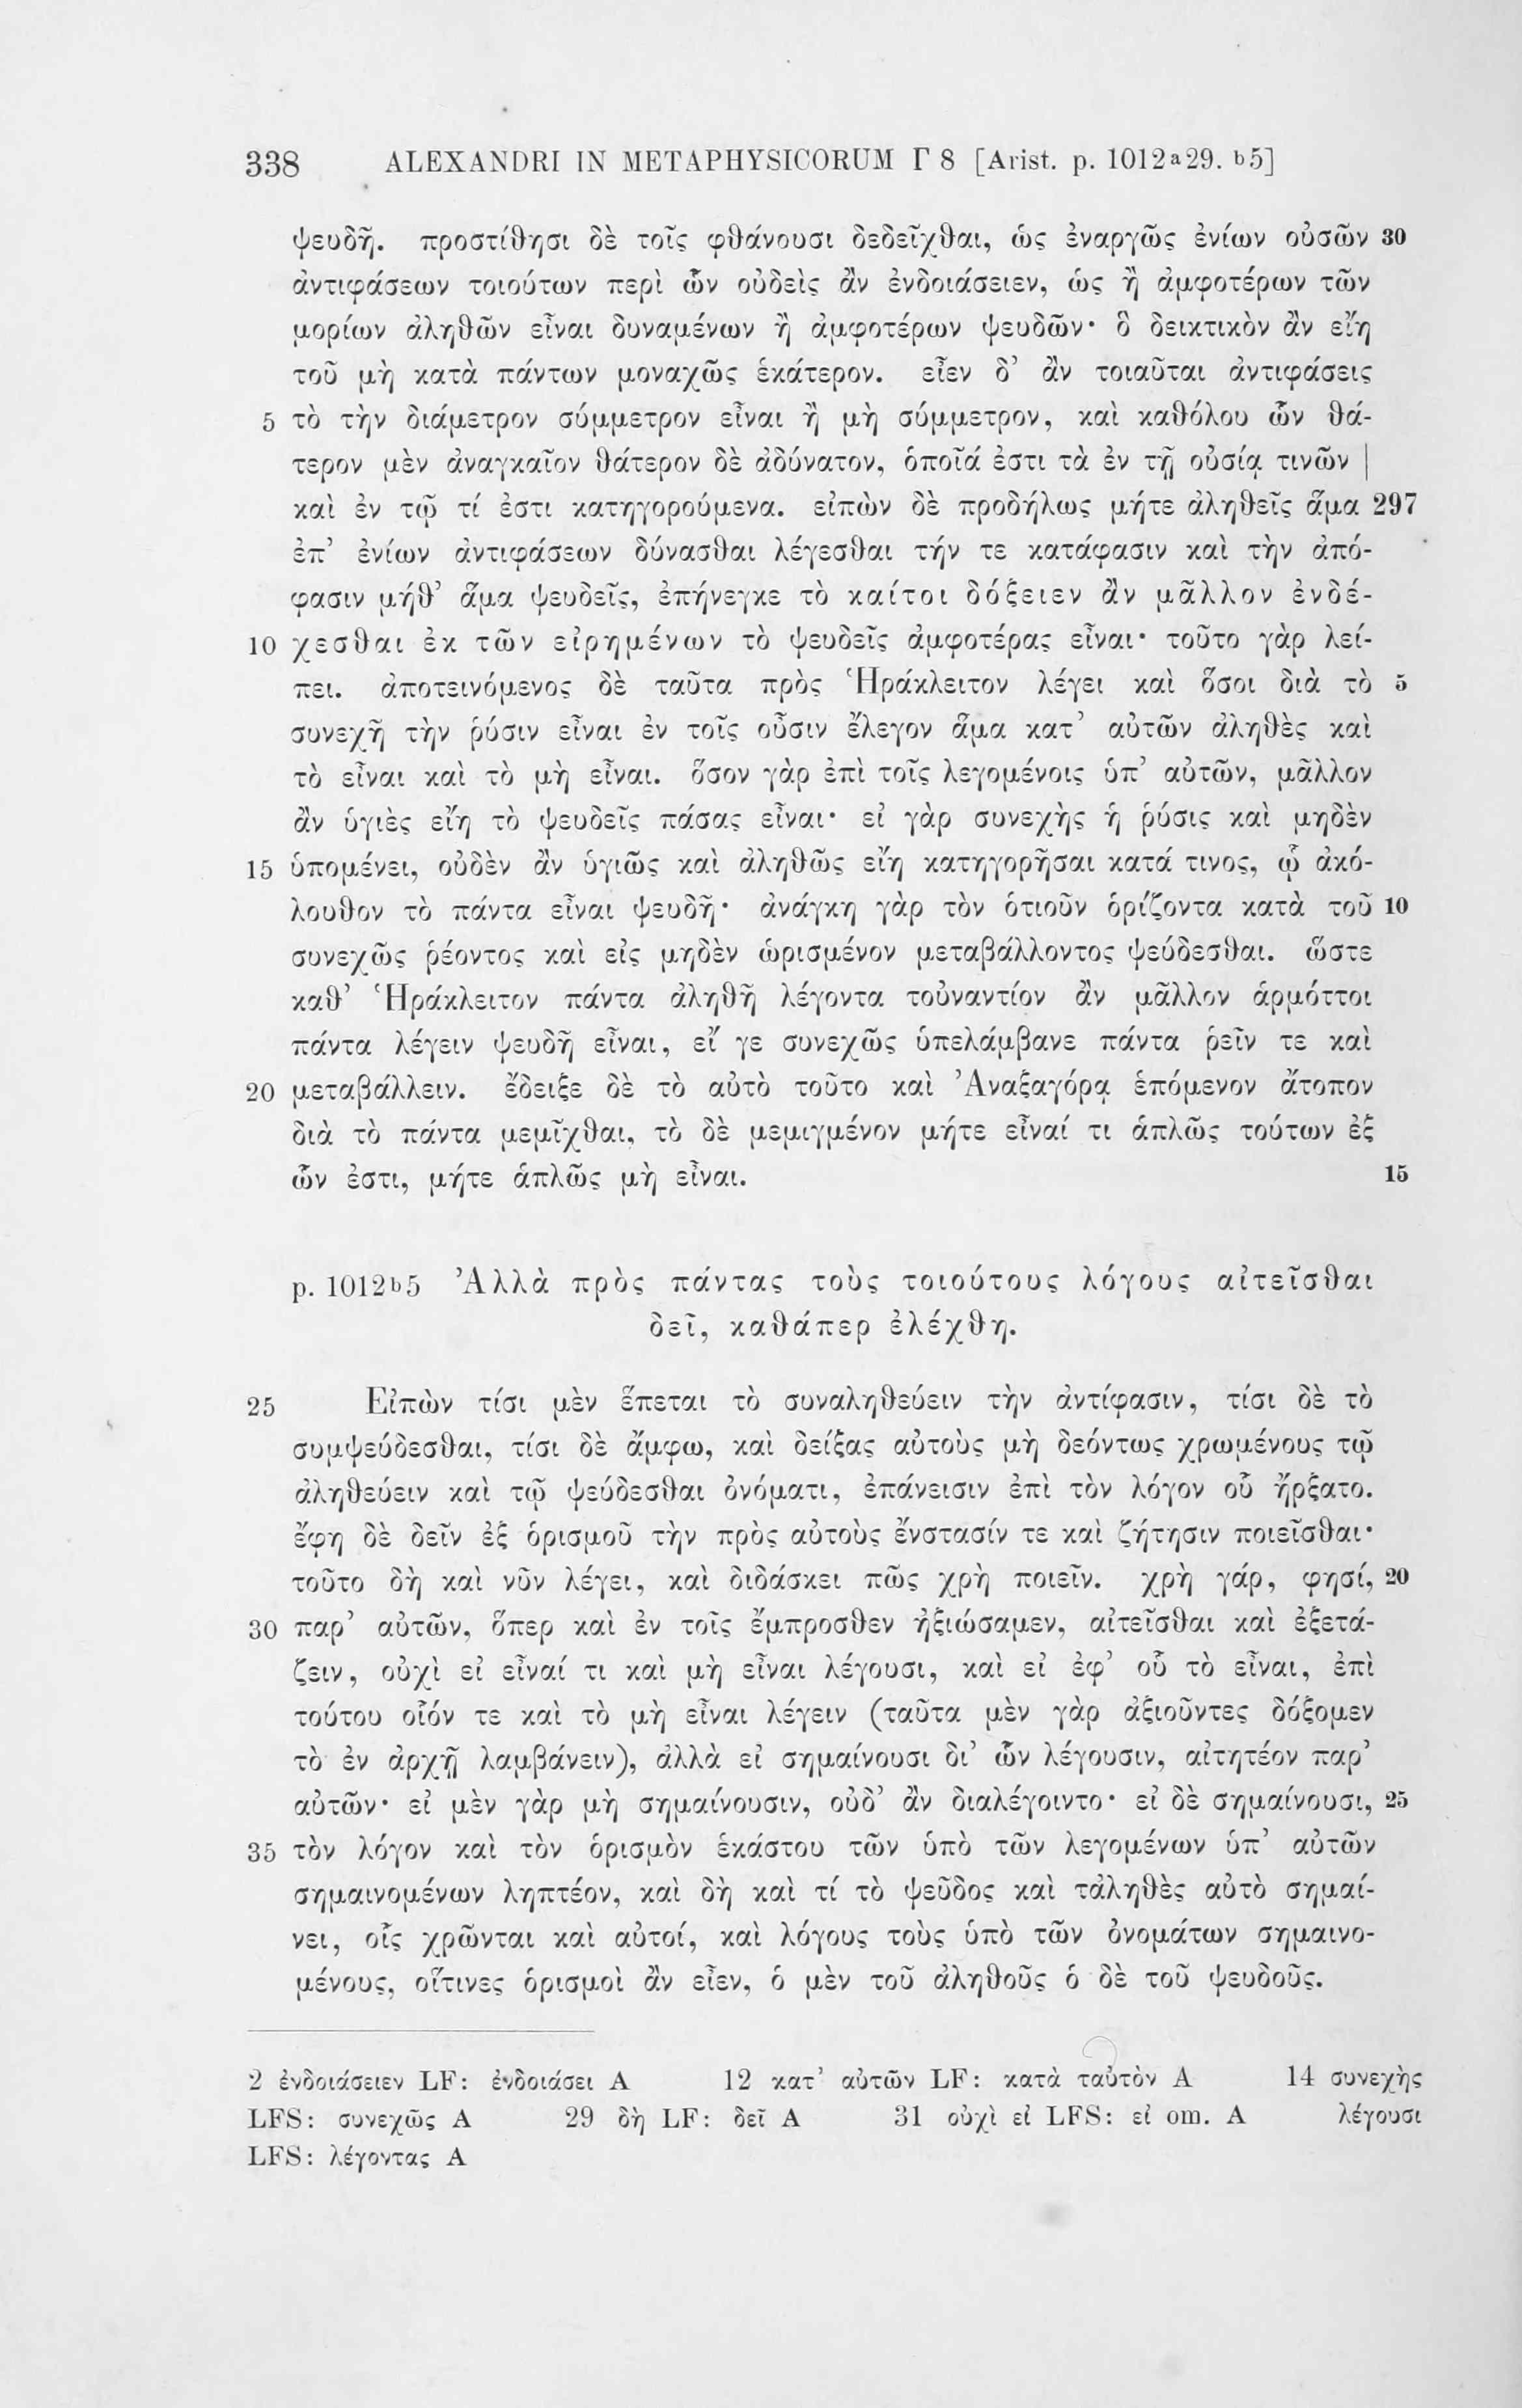 338 ALEXANDRI IN METAPHYSICORUM Γ 8 [Arist. p. 1012a29. b5]
ψευδῆ. προστίθησι δὲ τοῖς φθάνουσι δεδεῖχθαι, ὡς ἐναργῶς ἐνίων οὐσῶν 30
ἀντιφάσεων τοιούτων περὶ ὧν οὐδεὶς ἂν ἐνδοιάσειεν, ὡς ἢ ἀμφοτέρων τῶν
μορίων ἀληθῶν εἶναι δυναμένων ἢ ἀμφοτέρων ψευδῶν· ὃ δεικτικὸν ἂν εἴη
τοῦ μὴ κατὰ πάντων μοναχῶς ἑκάτερον. εἶεν δ’ ἂν τοιαῦται ἀντιφάσεις
5 τὸ τὴν διάμετρον σύμμετρον εἶναι ἢ μὴ σύμμετρον, καὶ καθόλου ὧν θά-
τερον μὲν ἀναγκαῖον θάτερον δὲ ἀδύνατον, ὁποῖά ἐστι τὰ ἐν τῇ οὐσίᾳ τινῶν |
καὶ ἐν τῷ τί ἐστι κατηγορούμενα. εἰπὼν δὲ προδήλως μήτε ἀληθεῖς ἅμα 297
ἐπ’ ἐνίων ἀντιφάσεων δύνασθαι λέγεσθαι τήν τε κατάφασιν καὶ τὴν ἀπό-
φασιν μήθ’ ἅμα ψευδεῖς, ἐπήνεγκε τὸ καίτοι δόξειεν ἂν μᾶλλον ἐνδέ-
10 χεσθαι ἐκ τῶν εἰρημένων τὸ ψευδεῖς ἀμφοτέρας εἶναι· τοῦτο γὰρ λεί-
πει. ἀποτεινόμενος δὲ ταῦτα πρὸς Ἡράκλειτον λέγει καὶ ὅσοι διὰ τὸ 5
συνεχῆ τὴν ῥύσιν εἶναι ἐν τοῖς οὖσιν ἔλεγον ἅμα κατ’ αὐτῶν ἀληθὲς καὶ
τὸ εἶναι καὶ τὸ μὴ εἶναι. ὅσον γὰρ ἐπὶ τοῖς λεγομένοις ὑπ’ αὐτῶν, μᾶλλον
ἂν ὑγιὲς εἴη τὸ ψευδεῖς πάσας εἶναι· εἰ γὰρ συνεχὴς ἡ ῥύσις καὶ μηδὲν
15 ὑπομένει, οὐδὲν ἂν ὑγιῶς καὶ ἀληθῶς εἴη κατηγορῆσαι κατά τινος, ᾧ ἀκό-
λουθον τὸ πάντα εἶναι ψευδῆ· ἀνάγκη γὰρ τὸν ὁτιοῦν ὁρίζοντα κατὰ τοῦ 10
συνεχῶς ῥέοντος καὶ εἰς μηδὲν ὡρισμένον μεταβάλλοντος ψεύδεσθαι. ὥστε
καθ’ Ἡράκλειτον πάντα ἀληθῆ λέγοντα τοὐναντίον ἂν μᾶλλον ἁρμόττοι
πάντα λέγειν ψευδῆ εἶναι, εἴ γε συνεχῶς ὑπελάμβανε πάντα ῥεῖν τε καὶ
20 μεταβάλλειν. ἔδειξε δὲ τὸ αὐτὸ τοῦτο καὶ Ἀναξαγόρᾳ ἑπόμενον ἄτοπον
διὰ τὸ πάντα μεμῖχθαι, τὸ δὲ μεμιγμένον μήτε εἶναί τι ἁπλῶς τούτων ἐξ
ὧν ἐστι, μήτε ἁπλῶς μὴ εἶναι. 15
p. 1012b5 Ἀλλὰ πρὸς πάντας τοὺς τοιούτους λόγους αἰτεῖσθαι
δεῖ, καθάπερ ἐλέχθη.
25 Εἰπὼν τίσι μὲν ἕπεται τὸ συναληθεύειν τὴν ἀντίφασιν, τίσι δὲ τὸ
συμψεύδεσθαι, τίσι δὲ ἄμφω, καὶ δείξας αὐτοὺς μὴ δεόντως χρωμένους τῷ
ἀληθεύειν καὶ τῷ ψεύδεσθαι ὀνόματι, ἐπάνεισιν ἐπὶ τὸν λόγον οὗ ἤρξατο.
ἔφη δὲ δεῖν ἐξ ὁρισμοῦ τὴν πρὸς αὐτοὺς ἔνστασίν τε καὶ ζήτησιν ποιεῖσθαι·
τοῦτο δὴ καὶ νῦν λέγει, καὶ διδάσκει πῶς χρὴ ποιεῖν. χρὴ γάρ, φησί, 20
30 παρ’ αὐτῶν, ὅπερ καὶ ἐν τοῖς ἔμπροσθεν ἠξιώσαμεν, αἰτεῖσθαι καὶ ἐξετά-
ζειν, οὐχὶ εἰ εἶναί τι καὶ μὴ εἶναι λέγουσι, καὶ εἰ ἐφ’ οὗ τὸ εἶναι, ἐπὶ
τούτου οἷόν τε καὶ τὸ μὴ εἶναι λέγειν (ταῦτα μὲν γὰρ ἀξιοῦντες δόξομεν
τὸ ἐν ἀρχῇ λαμβάνειν), ἀλλὰ εἰ σημαίνουσι δι’ ὧν λέγουσιν, αἰτητέον παρ’
αὐτῶν· εἰ μὲν γὰρ μὴ σημαίνουσιν, οὐδ’ ἂν διαλέγοιντο· εἰ δὲ σημαίνουσι, 25
35 τὸν λόγον καὶ τὸν ὁρισμὸν ἑκάστου τῶν ὑπὸ τῶν λεγομένων ὑπ’ αὐτῶν
σημαινομένων ληπτέον, καὶ δὴ καὶ τί τὸ ψεῦδος καὶ τἀληθὲς αὐτὸ σημαί-
νει, οἷς χρῶνται καὶ αὐτοί, καὶ λόγους τοὺς ὑπὸ τῶν ὀνομάτων σημαινο-
μένους, οἵτινες ὁρισμοὶ ἂν εἶεν, ὁ μὲν τοῦ ἀληθοῦς ὁ δὲ τοῦ ψευδοῦς.
2 ἐνδοιάσειεν LF: ἐνδοιάσει A 12 κατ’ αὐτῶν LF: κατὰ ταὐτὸν A 14 συνεχὴς
LFS: συνεχῶς A 29 δὴ LF: δεῖ A 31 οὐχὶ εἰ LFS: εἰ om. A λέγουσι
LFS: λέγοντας A